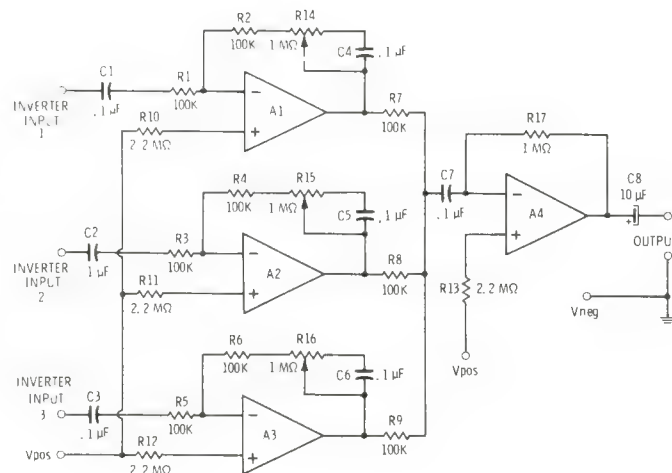 R2
100K
R14
1 MΩ
C4
.1 µF
C1
.1 µF
R1
100K
INVERTER
INPUT
1
A1
-
+
R10
2.2 MΩ
R7
100K
R17
1 MΩ
R4
100K
R15
1 MΩ
C5
.1 µF
C7
.1 µF
A4
-
+
C8
10 µF
+
OUTPUT
C2
.1 µF
R3
100K
INVERTER
INPUT
2
A2
-
+
R11
2.2 MΩ
R8
100K
R13
2.2 MΩ
Vneg
Vpos
R6
100K
R16
1 MΩ
C6
.1 µF
INVERTER
INPUT
3
C3
.1 µF
R5
100K
A3
-
+
R9
100K
Vpos
R12
2.2 MΩ